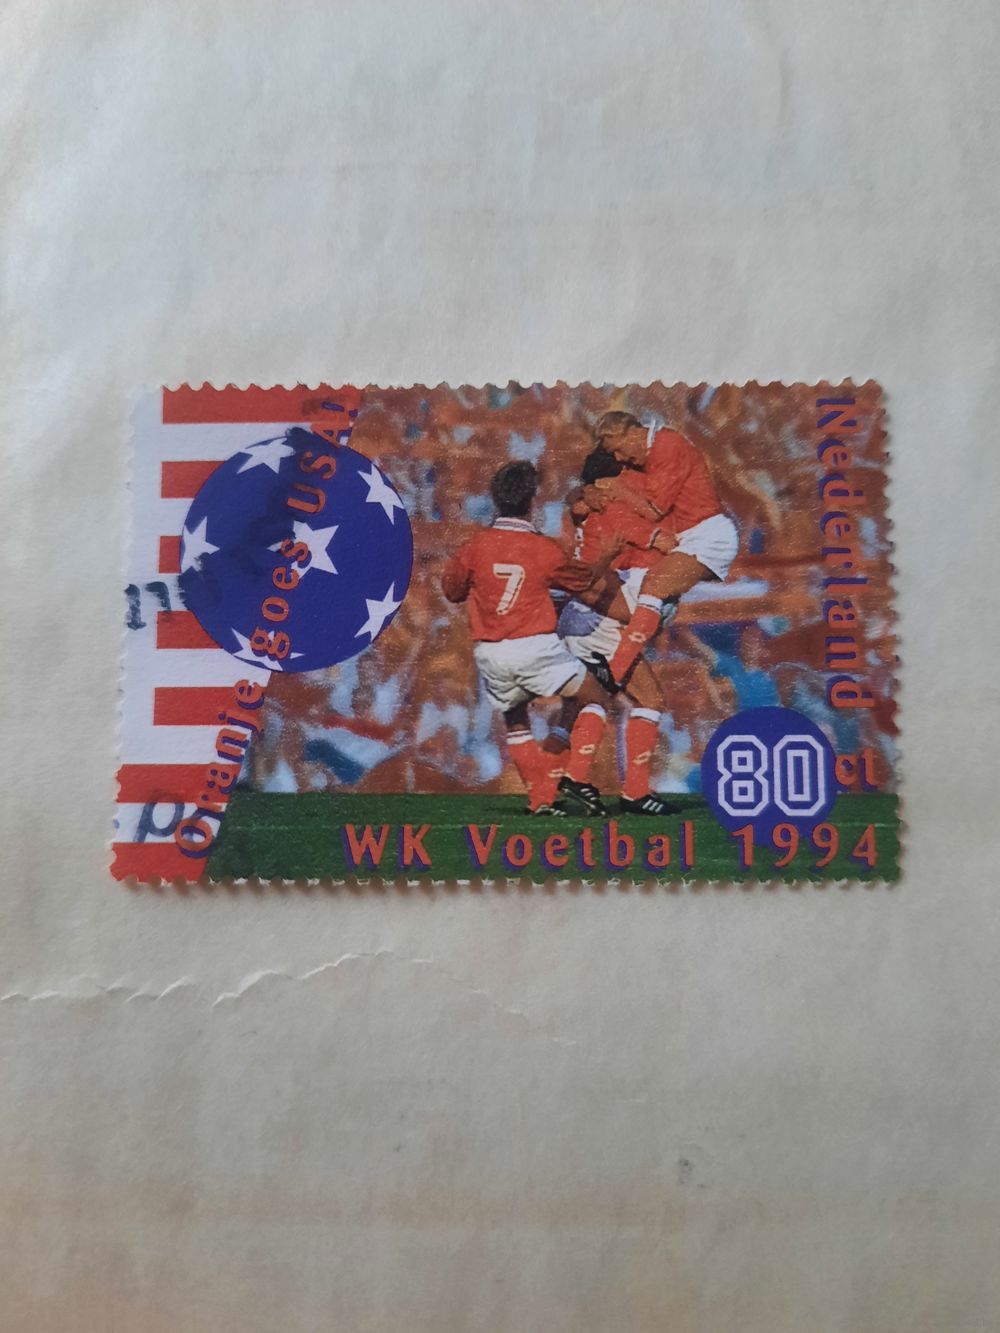 Oranje goes USA!
Nederland
7
80 ct
WK Voetbal 1994